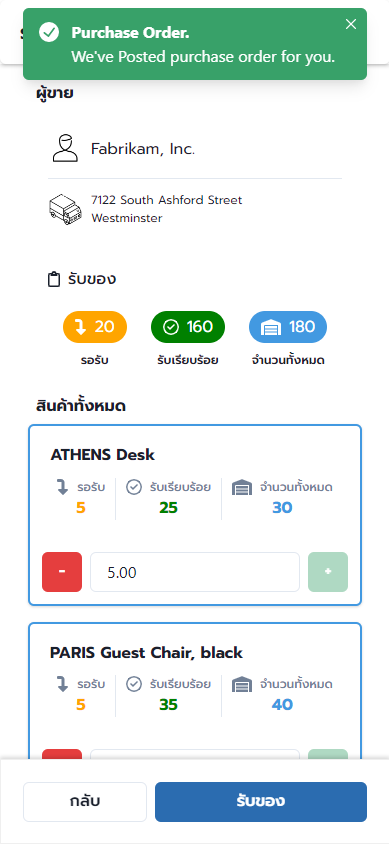 Purchase Order.
We've Posted purchase order for you.
ผู้ขาย
Fabrikam, Inc.
7122 South Ashford Street
Westminster
รับของ
20 160 180
รอรับ รับเรียบร้อย จำนวนทั้งหมด
สินค้าทั้งหมด
ATHENS Desk
รอรับ รับเรียบร้อย จำนวนทั้งหมด
5 25 30
- 5.00 +
PARIS Guest Chair, black
รอรับ รับเรียบร้อย จำนวนทั้งหมด
5 35 40
กลับ รับของ